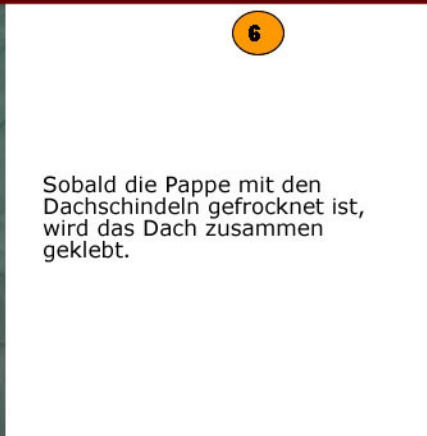 6
Sobald die Pappe mit den
Dachschindeln gefrocknet ist,
wird das Dach zusammen
geklebt.